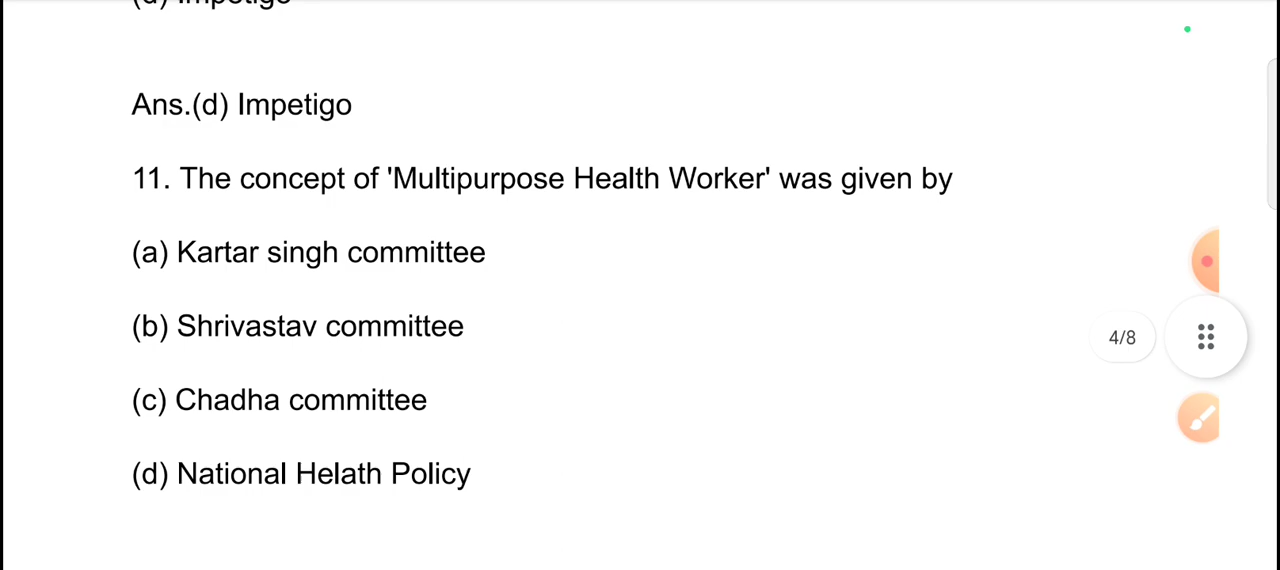 (d) Impetigo
Ans.(d) Impetigo
11. The concept of 'Multipurpose Health Worker' was given by
(a) Kartar singh committee
(b) Shrivastav committee
4/8
(c) Chadha committee
(d) National Helath Policy